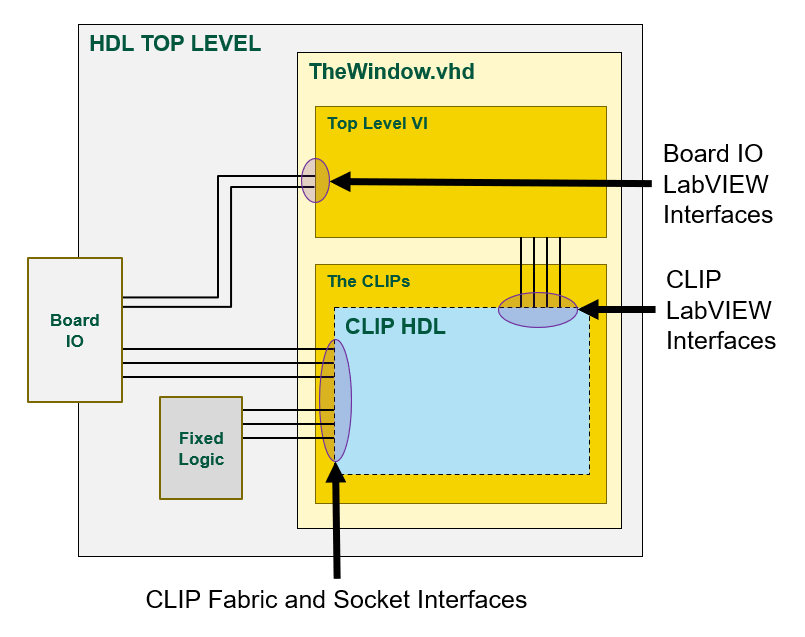 HDL TOP LEVEL
TheWindow.vhd
Top Level VI
Board IO
LabVIEW
Interfaces
The CLIPs
CLIP
LabVIEW
Interfaces
CLIP HDL
Board
IO
Fixed
Logic
CLIP Fabric and Socket Interfaces